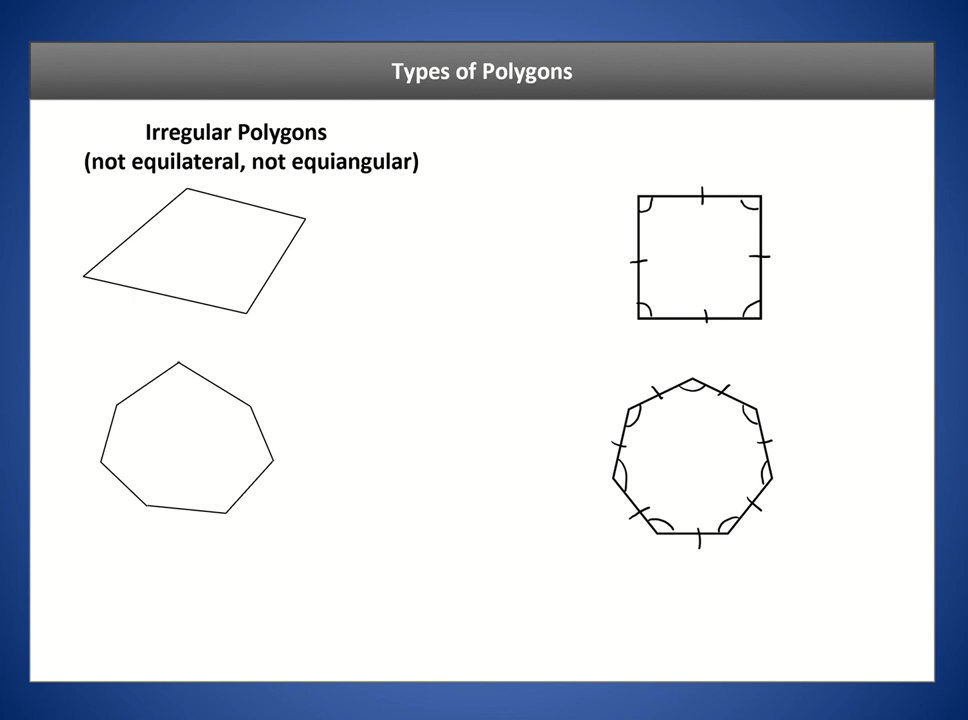 Types of Polygons
Irregular Polygons
(not equilateral, not equiangular)